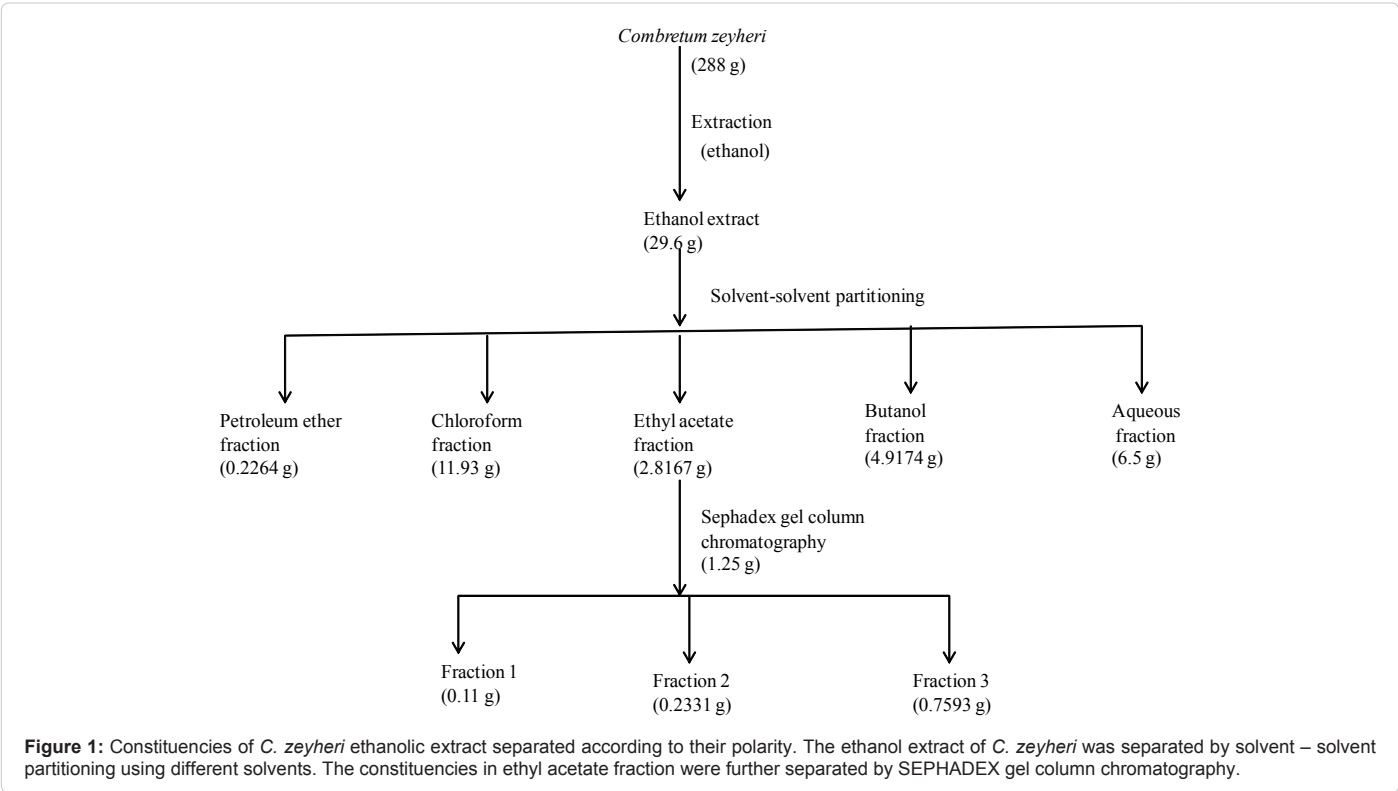 Combretum zeyheri
(288 g)
Extraction
(ethanol)
Ethanol extract
(29.6 g)
Solvent-solvent partitioning
Petroleum ether
fraction
(0.2264 g)
Chloroform
fraction
(11.93 g)
Ethyl acetate
fraction
(2.8167 g)
Butanol
fraction
(4.9174 g)
Aqueous
fraction
(6.5 g)
Sephadex gel column
chromatography
(1.25 g)
Fraction 1
(0.11 g)
Fraction 2
(0.2331 g)
Fraction 3
(0.7593 g)
Figure 1: Constituencies of C. zeyheri ethanolic extract separated according to their polarity. The ethanol extract of C. zeyheri was separated by solvent – solvent
partitioning using different solvents. The constituencies in ethyl acetate fraction were further separated by SEPHADEX gel column chromatography.